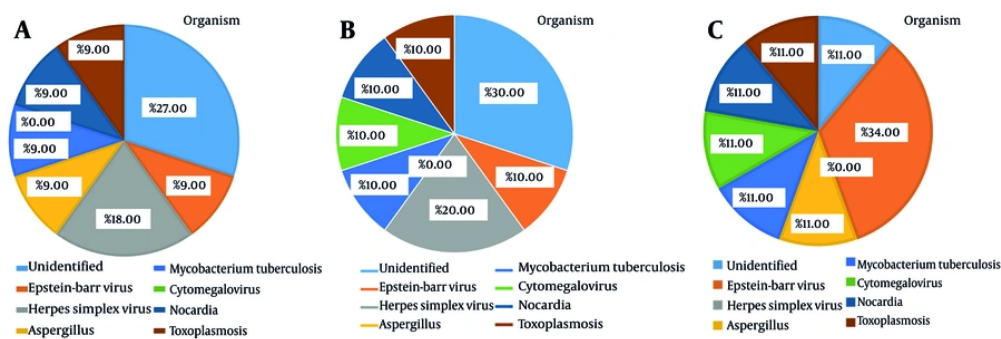 A
Organism
%9.00
%27.00
%9.00
%0.00
%9.00
%9.00
%9.00
%18.00
Unidentified
Mycobacterium tuberculosis
Epstein-barr virus
Cytomegalovirus
Herpes simplex virus
Nocardia
Aspergillus
Toxoplasmosis
B
Organism
%10.00
%30.00
%10.00
%10.00
%0.00
%10.00
%10.00
%20.00
Unidentified
Mycobacterium tuberculosis
Epstein-barr virus
Cytomegalovirus
Herpes simplex virus
Nocardia
Aspergillus
Toxoplasmosis
C
Organism
%11.00
%11.00
%11.00
%34.00
%11.00
%0.00
%11.00
%11.00
Unidentified
Mycobacterium tuberculosis
Epstein-barr virus
Cytomegalovirus
Herpes simplex virus
Nocardia
Aspergillus
Toxoplasmosis